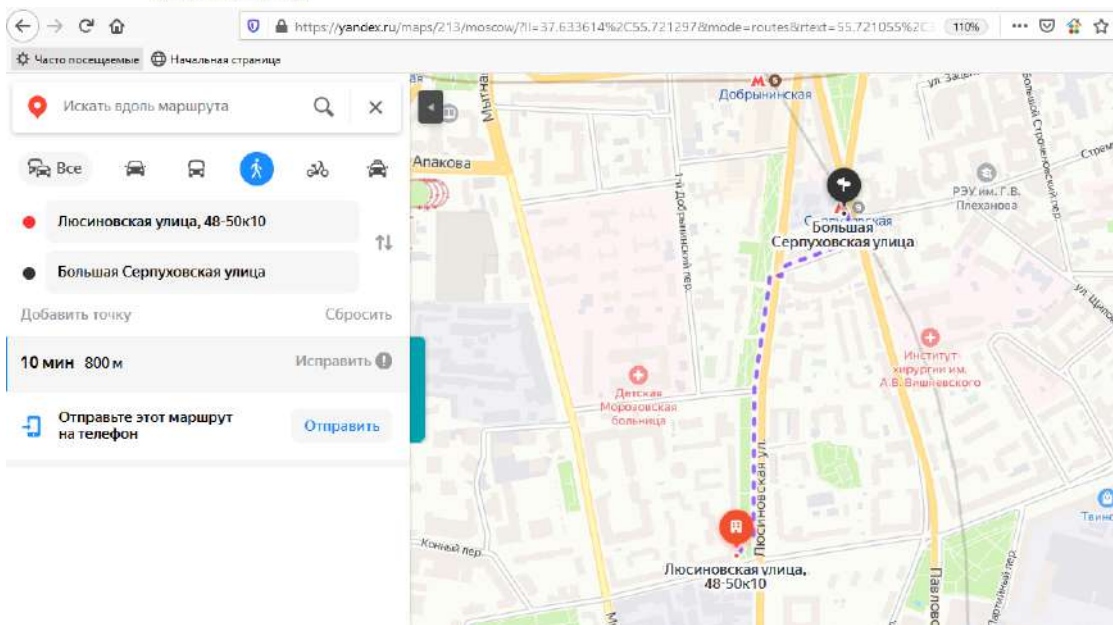 https://yandex.ru/maps/213/moscow/?ll=37.633614%2C55.721297&mode=routes&rtext=55.721055%2C
110%
Часто посещаемые
Начальная страница
Искать вдоль маршрута
Все
Люсиновская улица, 48-50к10
Большая Серпуховская улица
Добавить точку
Сбросить
10 мин 800 м
Исправить
Отправьте этот маршрут
на телефон
Отправить
Мытная
М
Добрынинская
Апакова
1-й Добрынинский пер.
Большой Строченовский пер.
РЭУ им. Г.В.
Плеханова
Большая
Серпуховская улица
Институт
хирургии им.
А.В. Вишневского
Детская
Морозовская
больница
Люсиновская ул.
Конный пер.
Люсиновская улица,
48-50к10
Партийный пер.